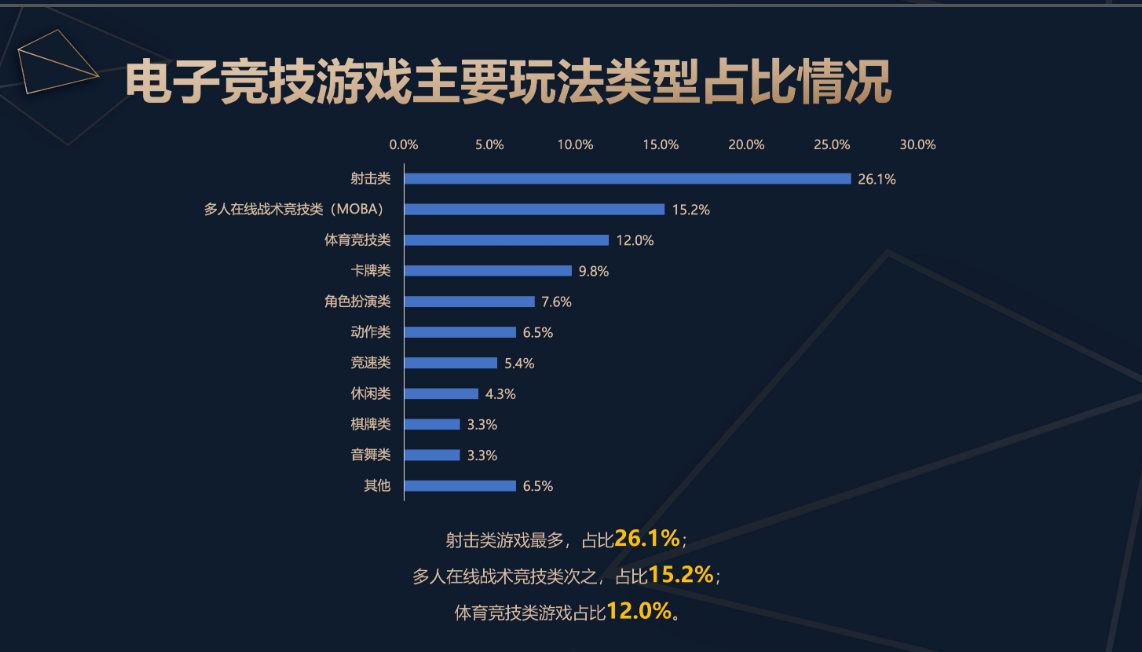 电子竞技游戏主要玩法类型占比情况
0.0% 5.0% 10.0% 15.0% 20.0% 25.0% 30.0%
射击类 26.1%
多人在线战术竞技类（MOBA） 15.2%
体育竞技类 12.0%
卡牌类 9.8%
角色扮演类 7.6%
动作类 6.5%
竞速类 5.4%
休闲类 4.3%
棋牌类 3.3%
音舞类 3.3%
其他 6.5%
射击类游戏最多，占比26.1%；
多人在线战术竞技类次之，占比15.2%；
体育竞技类游戏占比12.0%。